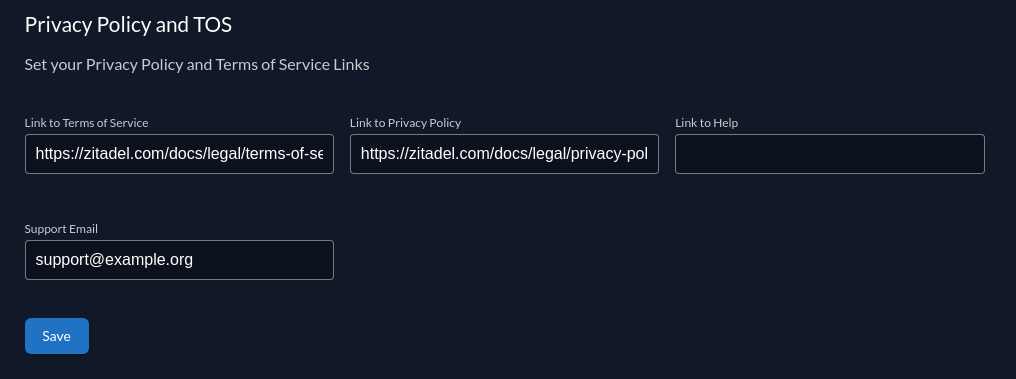 Privacy Policy and TOS
Set your Privacy Policy and Terms of Service Links
Link to Terms of Service Link to Privacy Policy Link to Help
https://zitadel.com/docs/legal/terms-of-se https://zitadel.com/docs/legal/privacy-pol
Support Email
support@example.org
Save